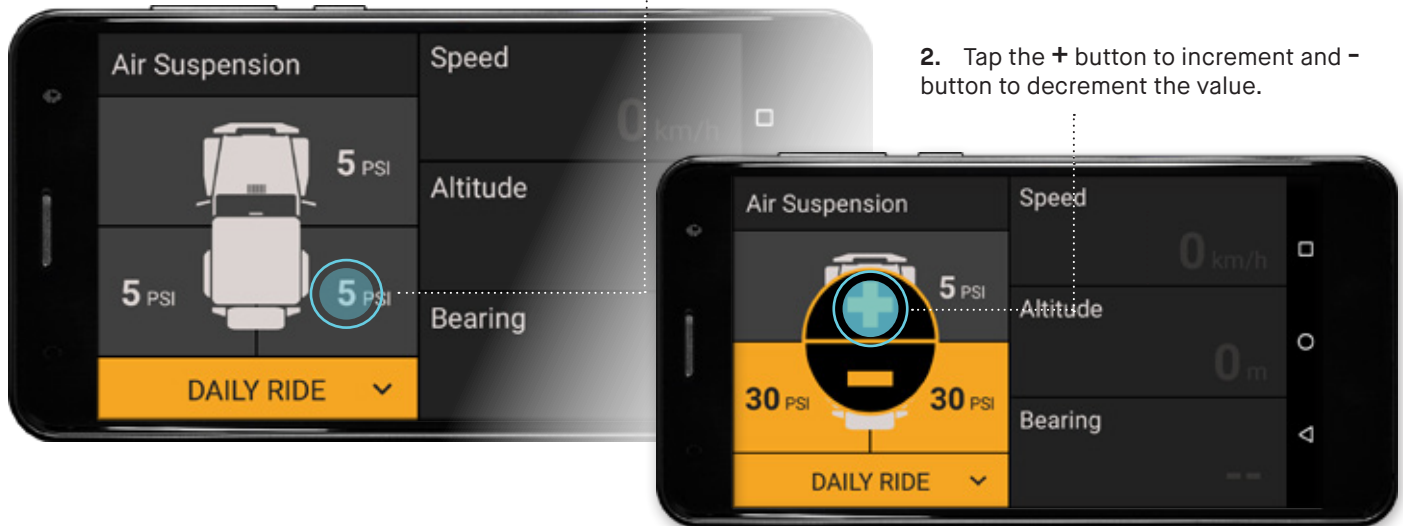 Air Suspension
Speed
0 km/h
5 PSI
Altitude
5 PSI
5 PSI
Bearing
DAILY RIDE
2. Tap the + button to increment and -
button to decrement the value.
Air Suspension
Speed
0 km/h
5 PSI
+
Altitude
0 m
-
30 PSI
30 PSI
Bearing
--
DAILY RIDE